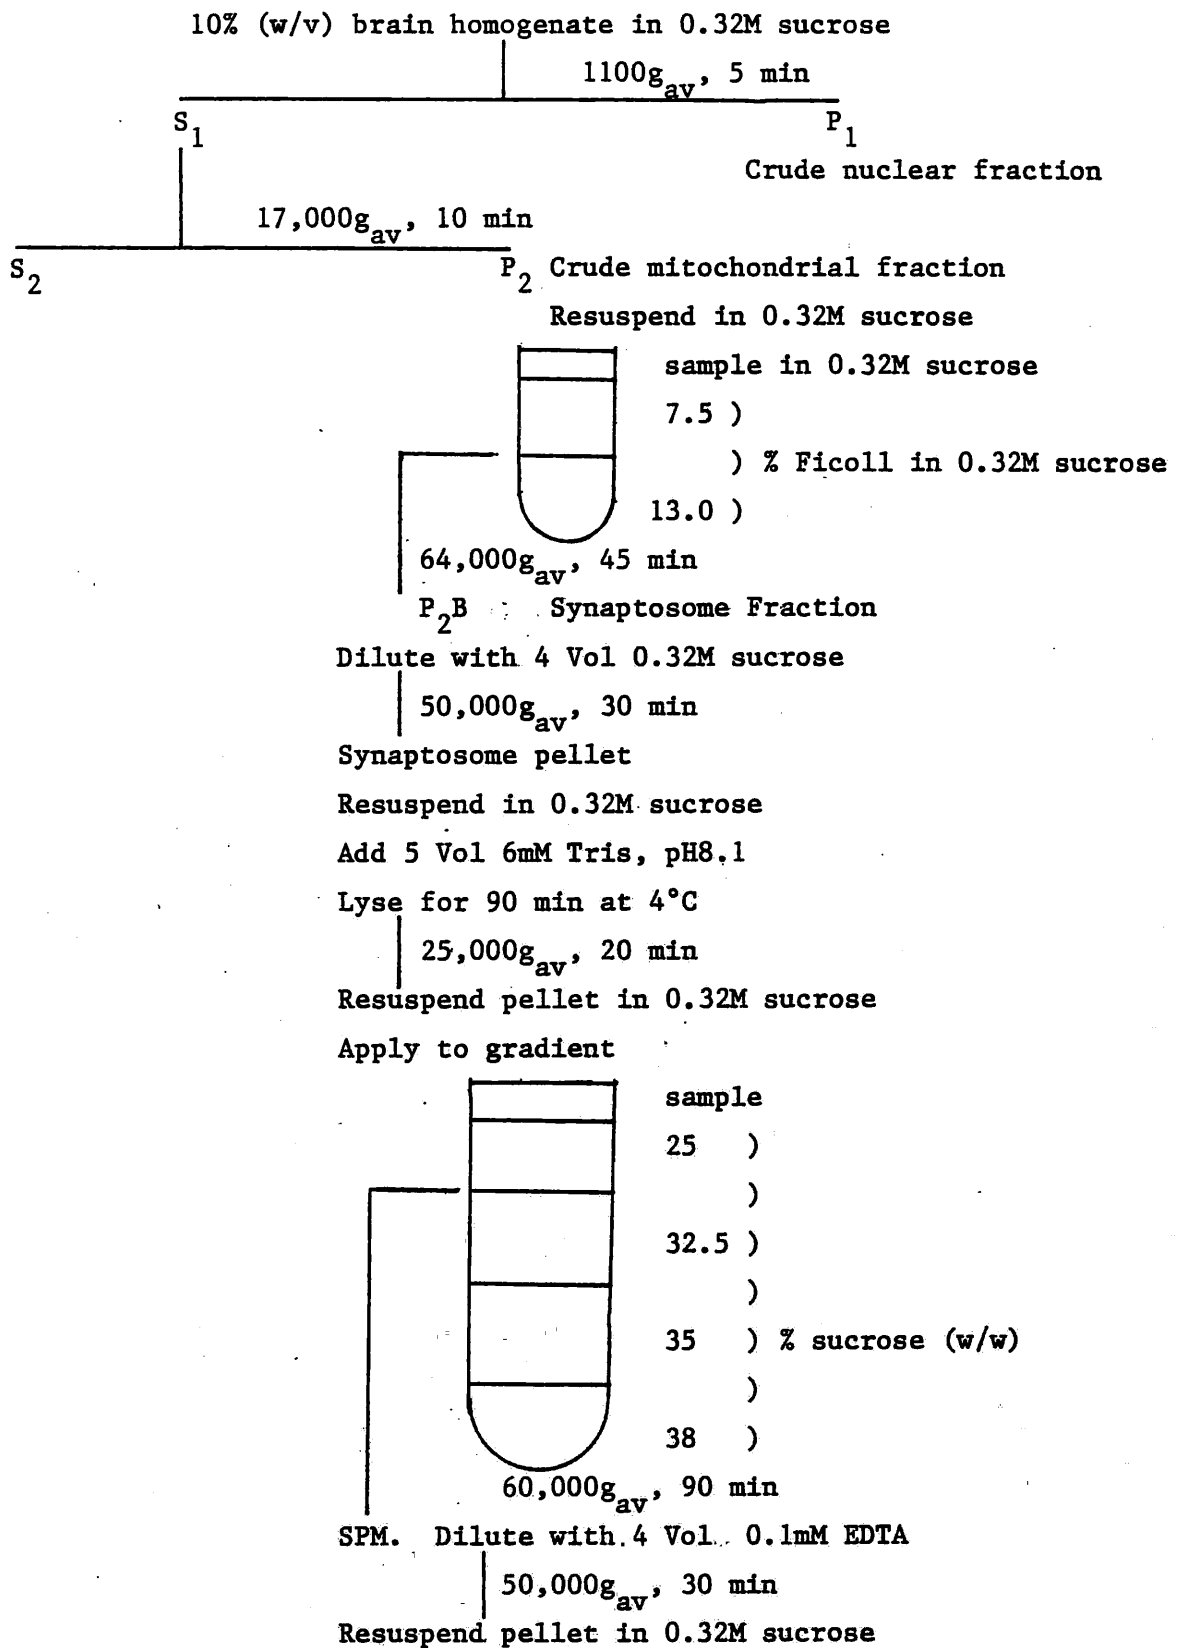 10% (w/v) brain homogenate in 0.32M sucrose
1100g_av, 5 min
S_1 P_1
Crude nuclear fraction
17,000g_av, 10 min
S_2 P_2 Crude mitochondrial fraction
Resuspend in 0.32M sucrose
sample in 0.32M sucrose
7.5 )
) % Ficoll in 0.32M sucrose
13.0 )
64,000g_av, 45 min
P_2B Synaptosome Fraction
Dilute with 4 Vol 0.32M sucrose
50,000g_av, 30 min
Synaptosome pellet
Resuspend in 0.32M sucrose
Add 5 Vol 6mM Tris, pH8.1
Lyse for 90 min at 4°C
25,000g_av, 20 min
Resuspend pellet in 0.32M sucrose
Apply to gradient
sample
25 )
)
32.5 )
)
35 ) % sucrose (w/w)
)
38 )
60,000g_av, 90 min
SPM. Dilute with 4 Vol. 0.1mM EDTA
50,000g_av, 30 min
Resuspend pellet in 0.32M sucrose